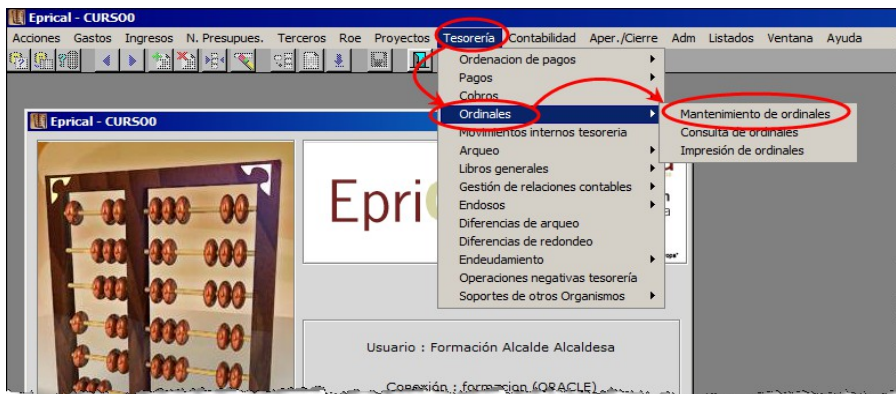 Eprical - CURSO0
Acciones Gastos Ingresos N. Presupues. Terceros Roe Proyectos Tesorería Contabilidad Aper./Cierre Adm Listados Ventana Ayuda
Ordenacion de pagos
Pagos
Cobros
Ordinales
Mantenimiento de ordinales
Movimientos internos tesoreria
Consulta de ordinales
Arqueo
Impresión de ordinales
Libros generales
Gestión de relaciones contables
Endosos
Diferencias de arqueo
Diferencias de redondeo
Endeudamiento
Operaciones negativas tesorería
Soportes de otros Organismos
Eprical - CURSO0
Epri
Usuario : Formación Alcalde Alcaldesa
Conexión : formacion (ORACLE)